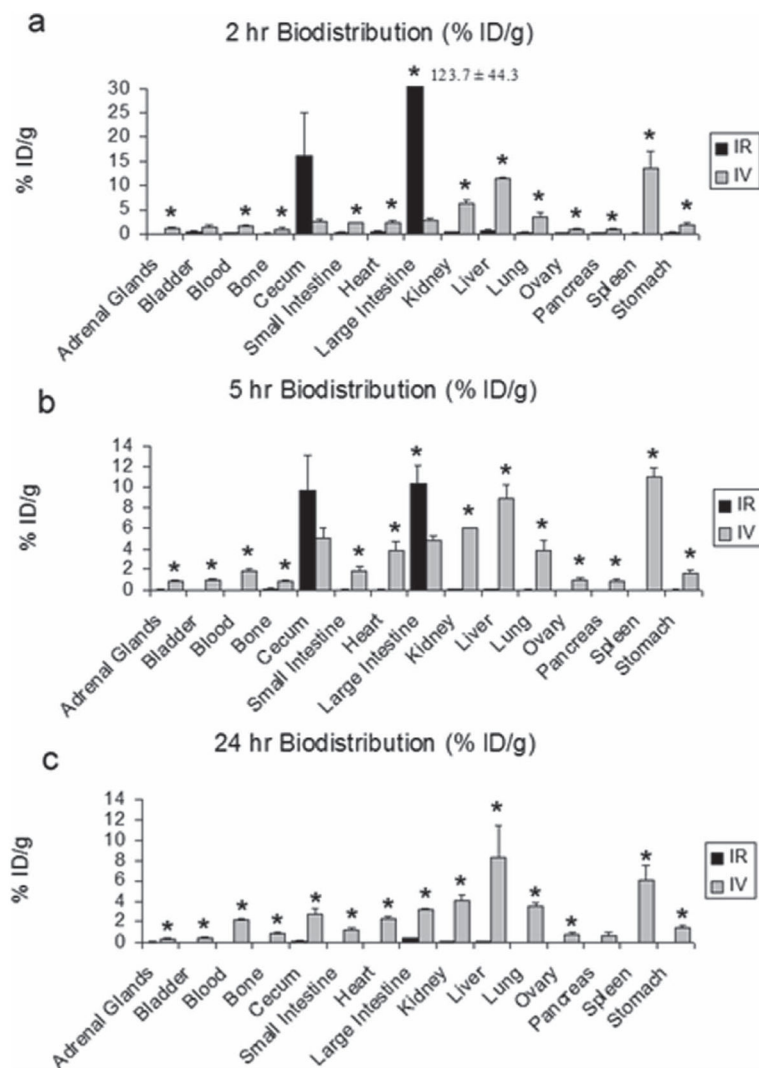 a
2 hr Biodistribution (% ID/g)
* 123.7 ± 44.3
% ID/g
30
25
20
15
10
5
0
* * * * * * * * * * * *
IR
IV
Adrenal Glands
Bladder
Blood
Bone
Cecum
Small Intestine
Heart
Large Intestine
Kidney
Liver
Lung
Ovary
Pancreas
Spleen
Stomach
b
5 hr Biodistribution (% ID/g)
% ID/g
14
12
10
8
6
4
2
0
* * * * * * * * * * * * * *
IR
IV
Adrenal Glands
Bladder
Blood
Bone
Cecum
Small Intestine
Heart
Large Intestine
Kidney
Liver
Lung
Ovary
Pancreas
Spleen
Stomach
c
24 hr Biodistribution (% ID/g)
% ID/g
14
12
10
8
6
4
2
0
* * * * * * * * * * * * * *
IR
IV
Adrenal Glands
Bladder
Blood
Bone
Cecum
Small Intestine
Heart
Large Intestine
Kidney
Liver
Lung
Ovary
Pancreas
Spleen
Stomach